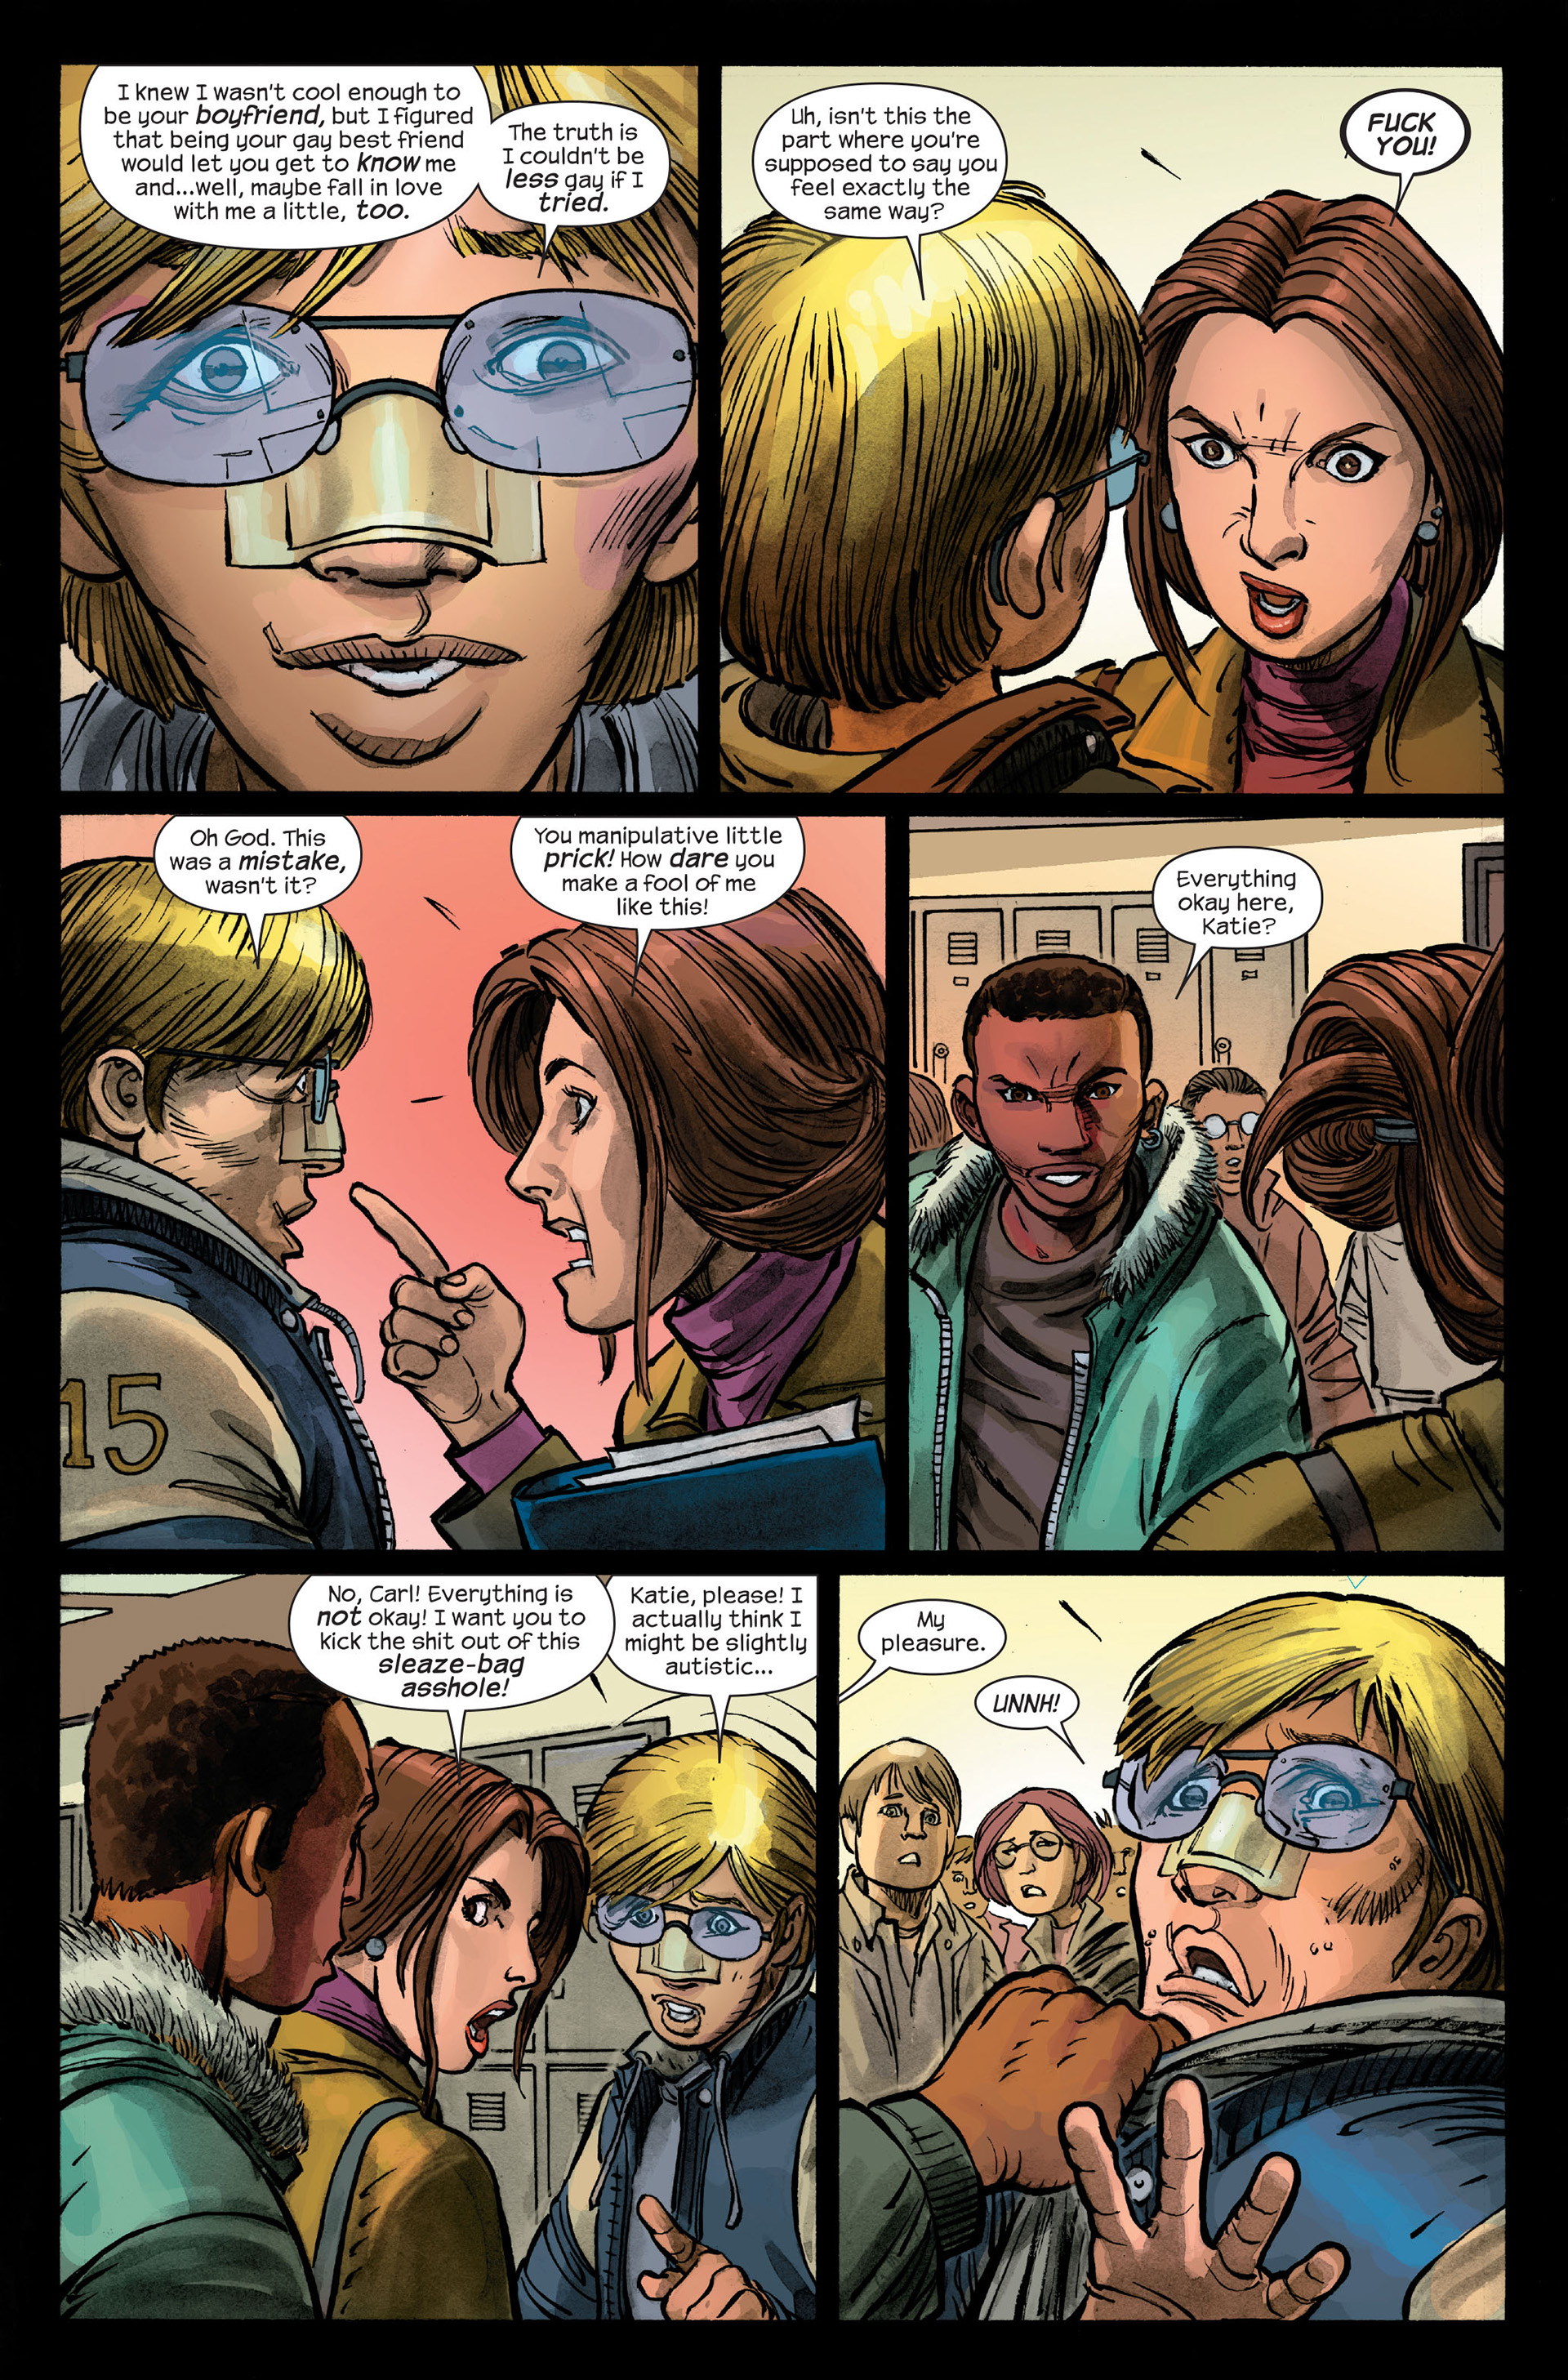 I knew I wasn't cool enough to
be your boyfriend, but I figured
that being your gay best friend
would let you get to know me
and...well, maybe fall in love
with me a little, too.
The truth is
I couldn't be
less gay if I
tried.
Uh, isn't this the
part where you're
supposed to say you
feel exactly the
same way?
FUCK
YOU!
Oh God. This
was a mistake,
wasn't it?
You manipulative little
prick! How dare you
make a fool of me
like this!
15
Everything
okay here,
Katie?
No, Carl! Everything is
not okay! I want you to
kick the shit out of this
sleaze-bag
asshole!
Katie, please! I
actually think I
might be slightly
autistic...
My
pleasure.
UNNH!